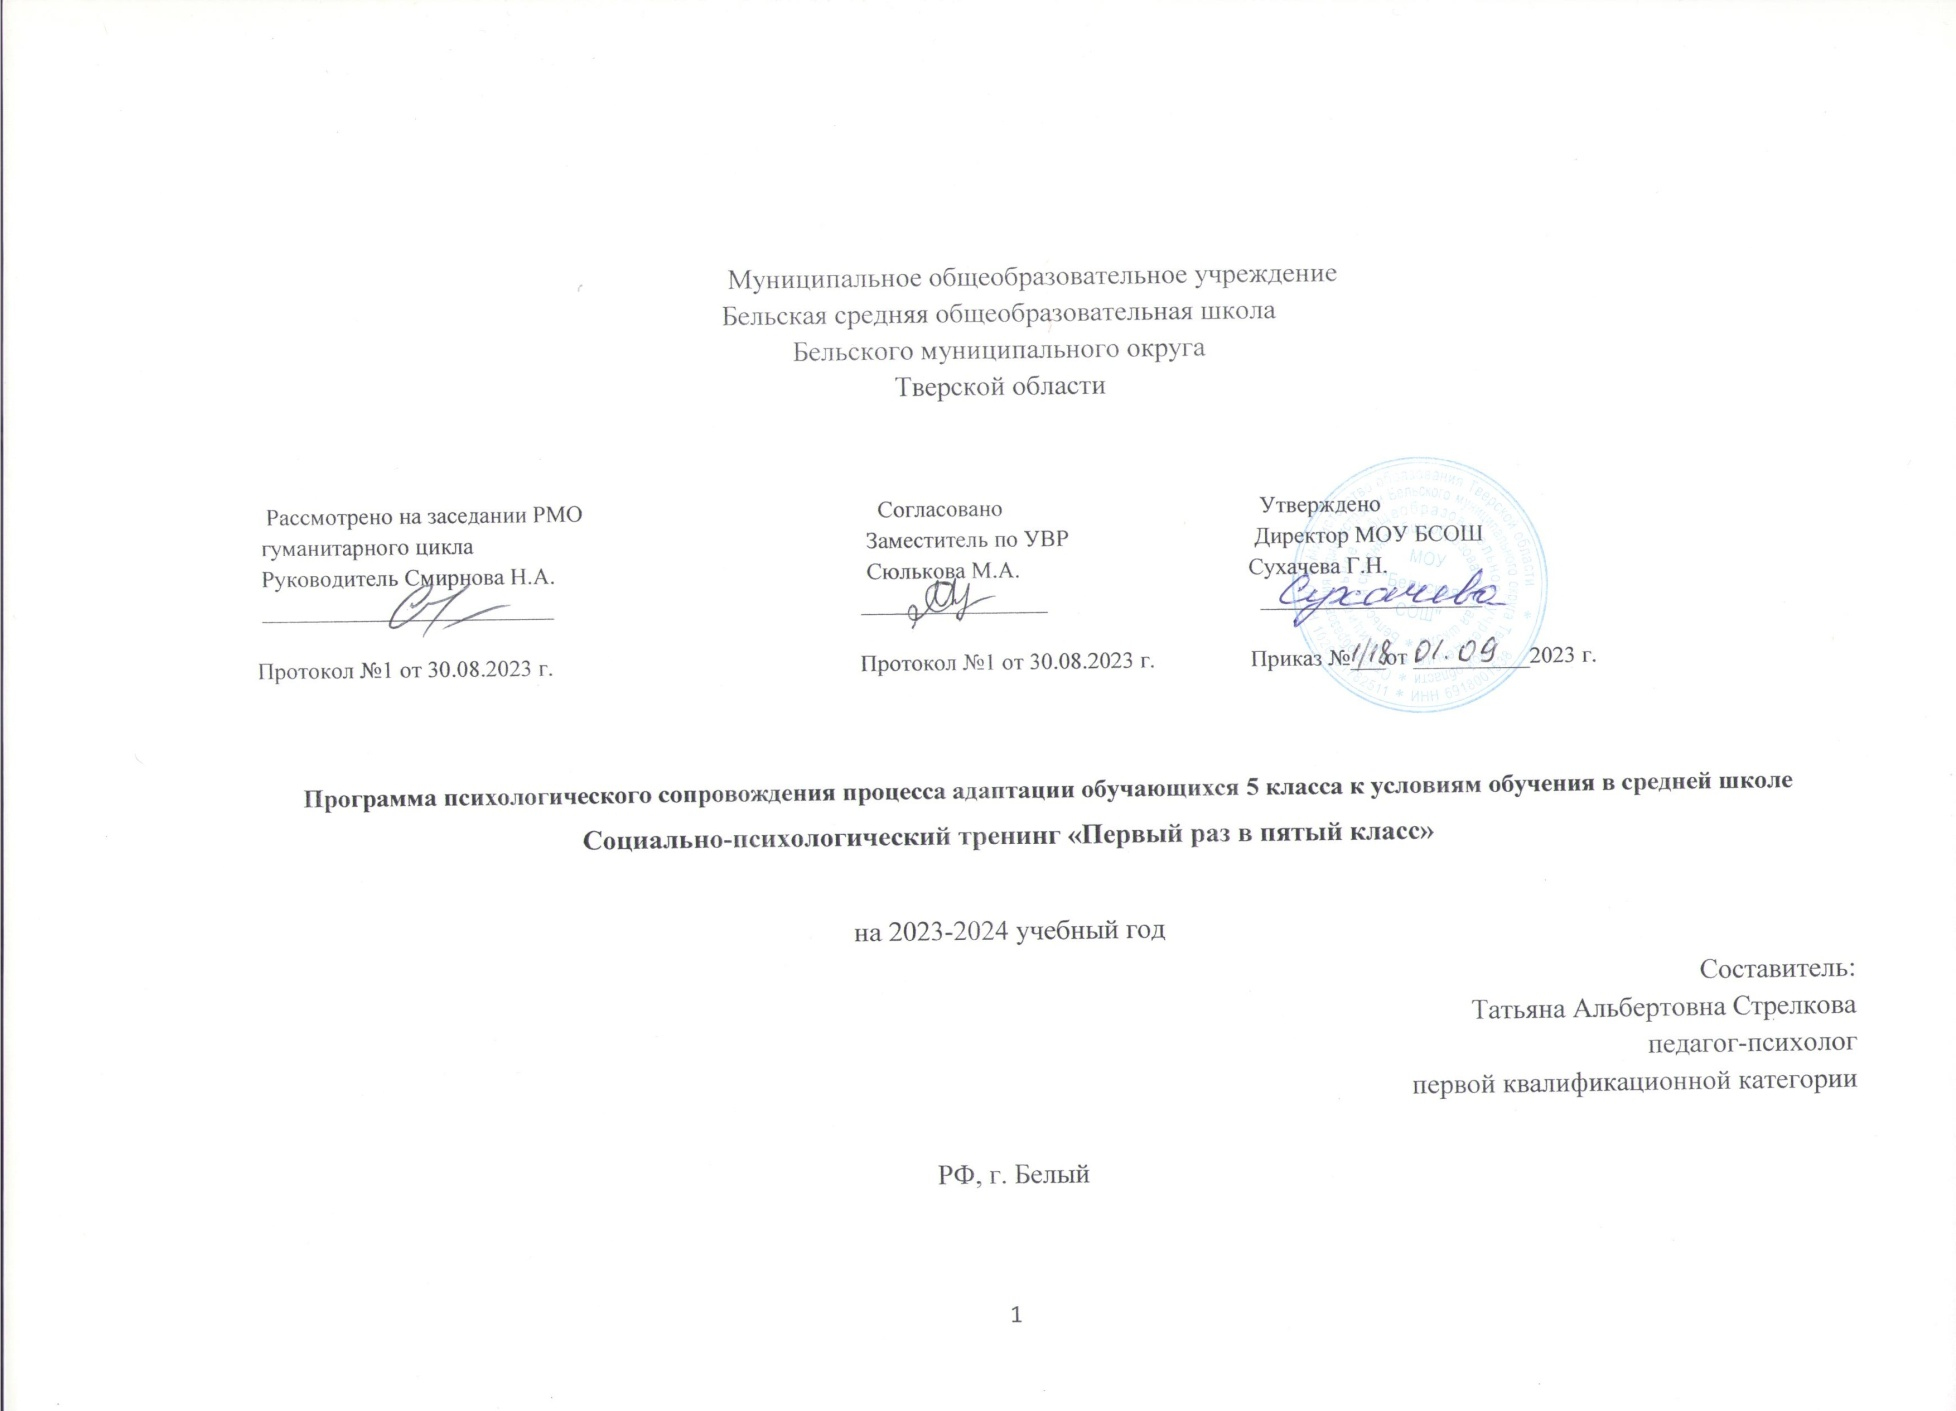 Муниципальное общеобразовательное учреждение
Бельская средняя общеобразовательная школа
Бельского муниципального округа
Тверской области
Рассмотрено на заседании РМО
гуманитарного цикла
Руководитель Смирнова Н.А.
Протокол №1 от 30.08.2023 г.
Согласовано
Заместитель по УВР
Сюлькова М.А.
Протокол №1 от 30.08.2023 г.
Утверждено
Директор МОУ БСОШ
Сухачева Г.Н.
Сухачева
Приказ №1/18 от 01.09 2023 г.
МОУ
"Бельская
СОШ"
Программа психологического сопровождения процесса адаптации обучающихся 5 класса к условиям обучения в средней школе
Социально-психологический тренинг «Первый раз в пятый класс»
на 2023-2024 учебный год
Составитель:
Татьяна Альбертовна Стрелкова
педагог-психолог
первой квалификационной категории
РФ, г. Белый
1